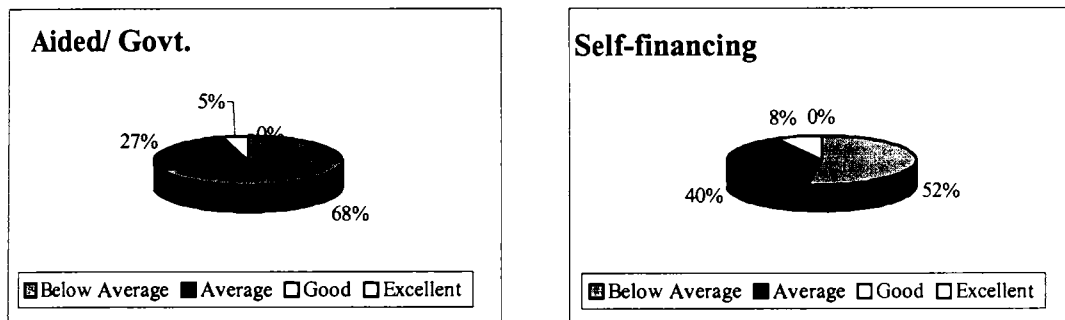 Aided/ Govt.
5%
0%
27%
68%
Below Average Average Good Excellent
Self-financing
8% 0%
40%
52%
Below Average Average Good Excellent